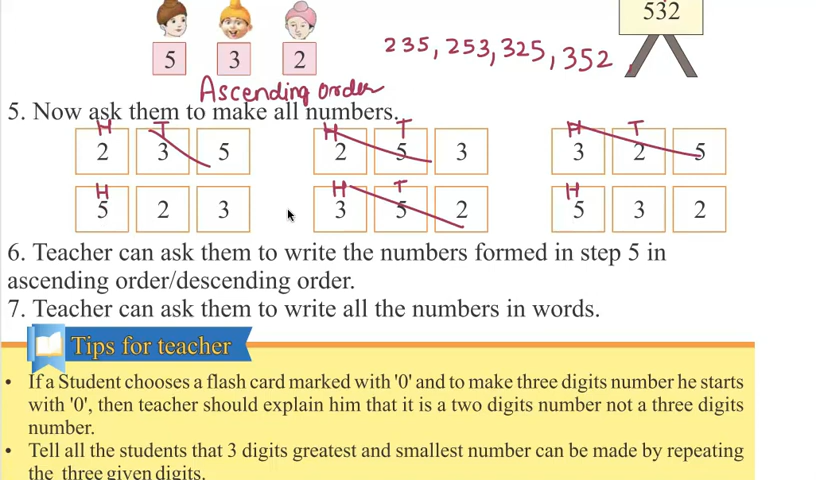 532
5 3 2
235, 253, 325, 352
Ascending order
5. Now ask them to make all numbers.
H T H T H T
2 3 5 2 5 3 3 2 5
H H T H
5 2 3 3 5 2 5 3 2
6. Teacher can ask them to write the numbers formed in step 5 in
ascending order/descending order.
7. Teacher can ask them to write all the numbers in words.
Tips for teacher
• If a Student chooses a flash card marked with '0' and to make three digits number he starts
with '0', then teacher should explain him that it is a two digits number not a three digits
number.
• Tell all the students that 3 digits greatest and smallest number can be made by repeating
the three given digits.